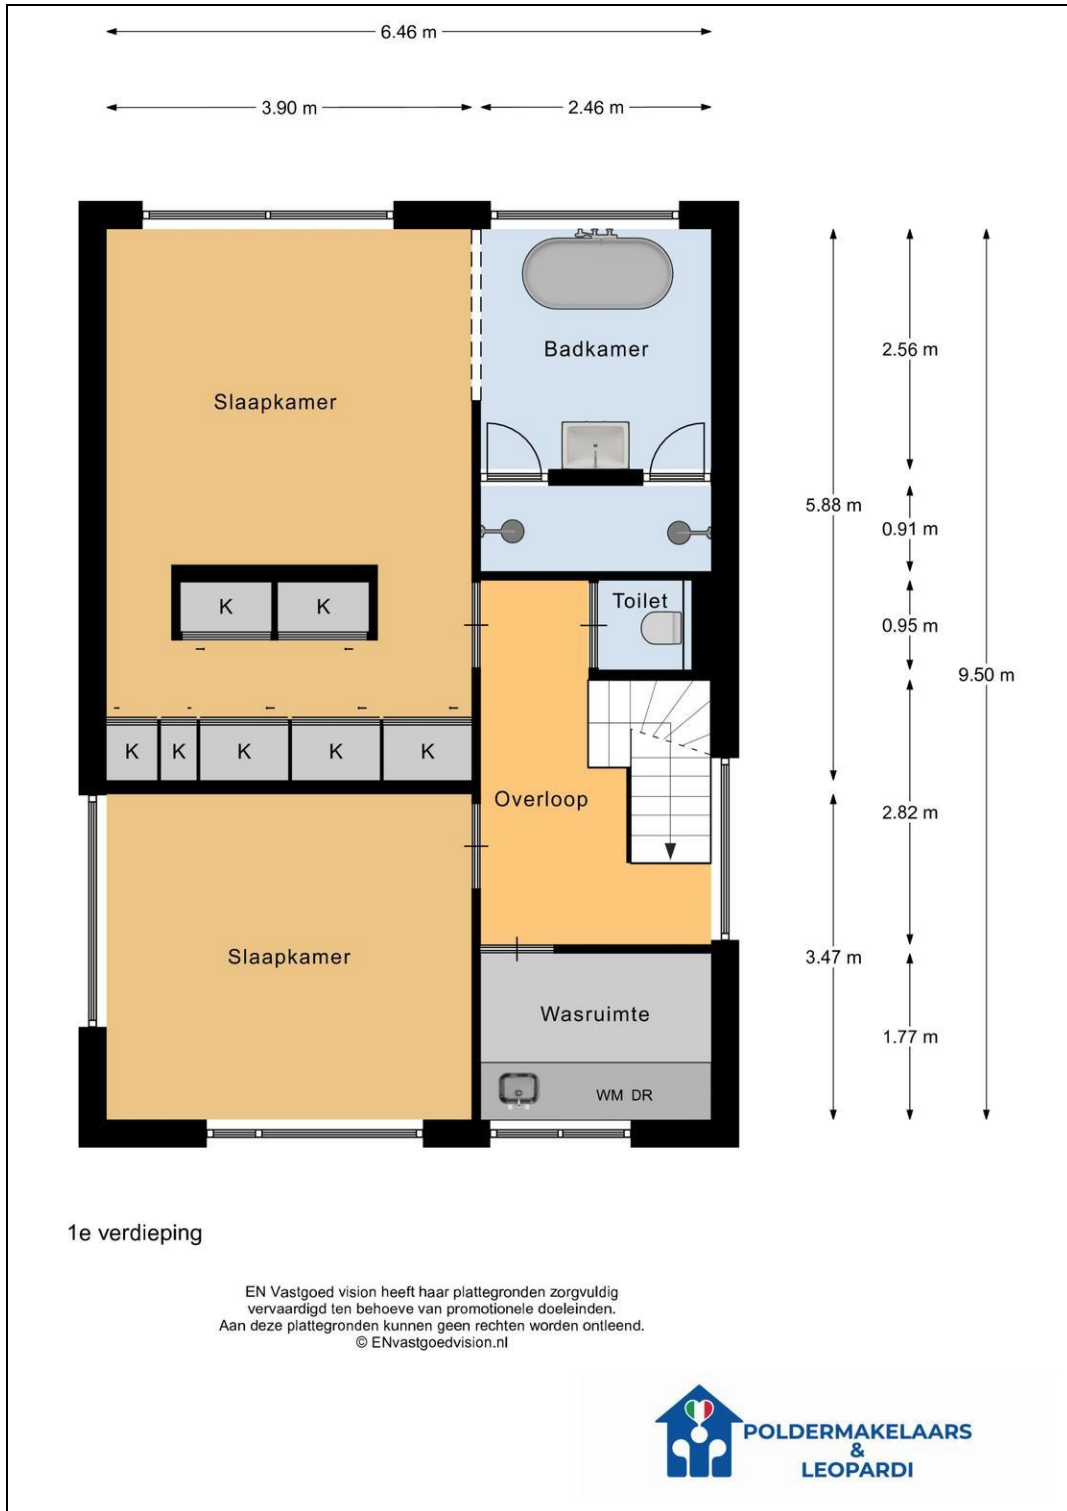 6.46 m
3.90 m
2.46 m
Badkamer
2.56 m
Slaapkamer
5.88 m
0.91 m
K
K
Toilet
0.95 m
9.50 m
K
K
K
K
K
Overloop
2.82 m
Slaapkamer
3.47 m
Wasruimte
1.77 m
WM DR
1e verdieping
EN Vastgoed vision heeft haar plattegronden zorgvuldig
vervaardigd ten behoeve van promotionele doeleinden.
Aan deze plattegronden kunnen geen rechten worden ontleend.
© ENvastgoedvision.nl
POLDERMAKELAARS
&
LEOPARDI